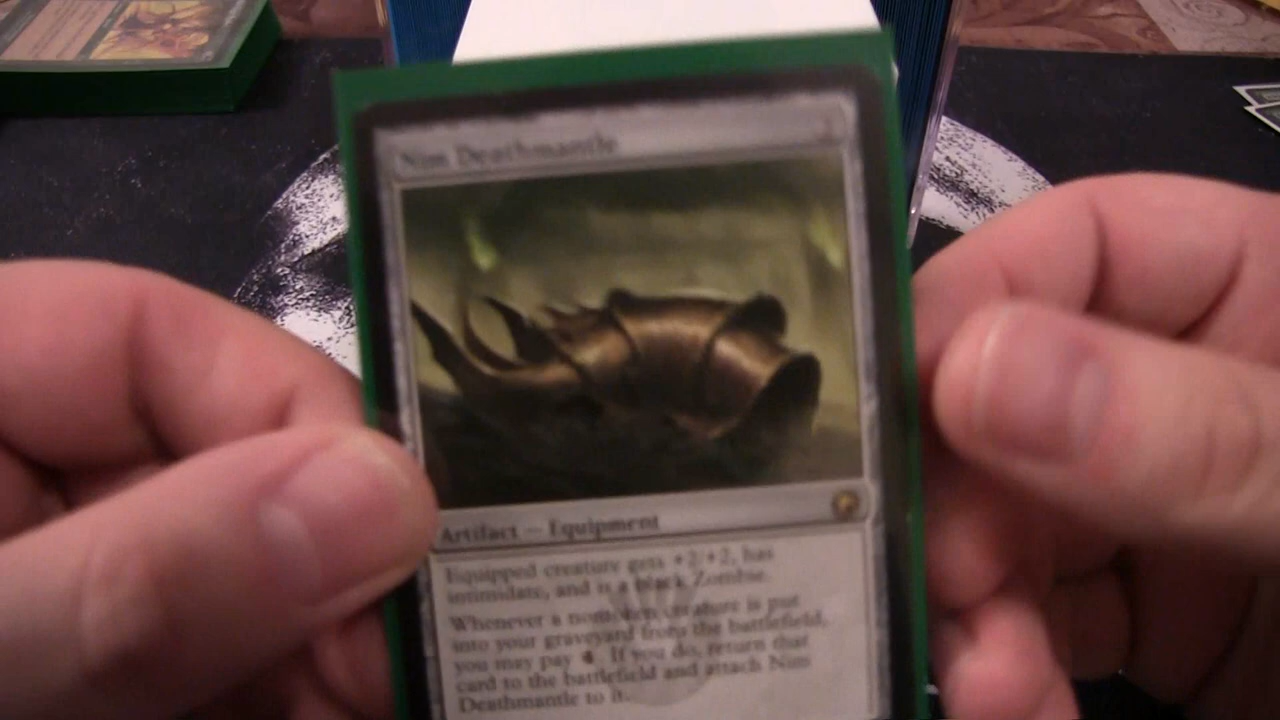 Nim Deathmantle
Artifact — Equipment
Equipped creature gets +2/+2, has
intimidate, and is a black Zombie.
Whenever a nontoken creature is put
into your graveyard from the battlefield,
you may pay 4. If you do, return that
card to the battlefield and attach Nim
Deathmantle to it.